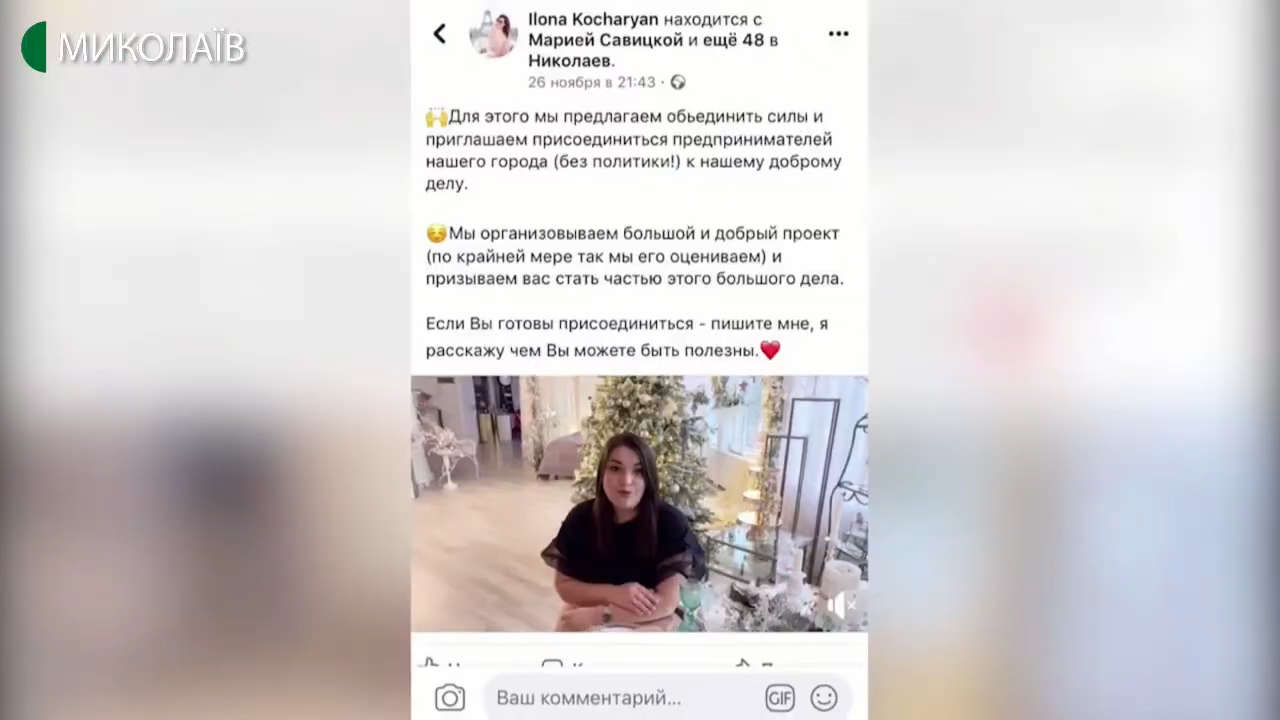 МИКОЛАЇВ
Ilona Kocharyan находится с
Марией Савицкой и ещё 48 в
Николаев.
26 ноября в 21:43 ·
🙌Для этого мы предлагаем обьединить силы и
приглашаем присоединиться предпринимателей
нашего города (без политики!) к нашему доброму
делу.
☺️Мы организовываем большой и добрый проект
(по крайней мере так мы его оцениваем) и
призываем вас стать частью этого большого дела.
Если Вы готовы присоединиться - пишите мне, я
расскажу чем Вы можете быть полезны.❤️
Ваш комментарий...
GIF